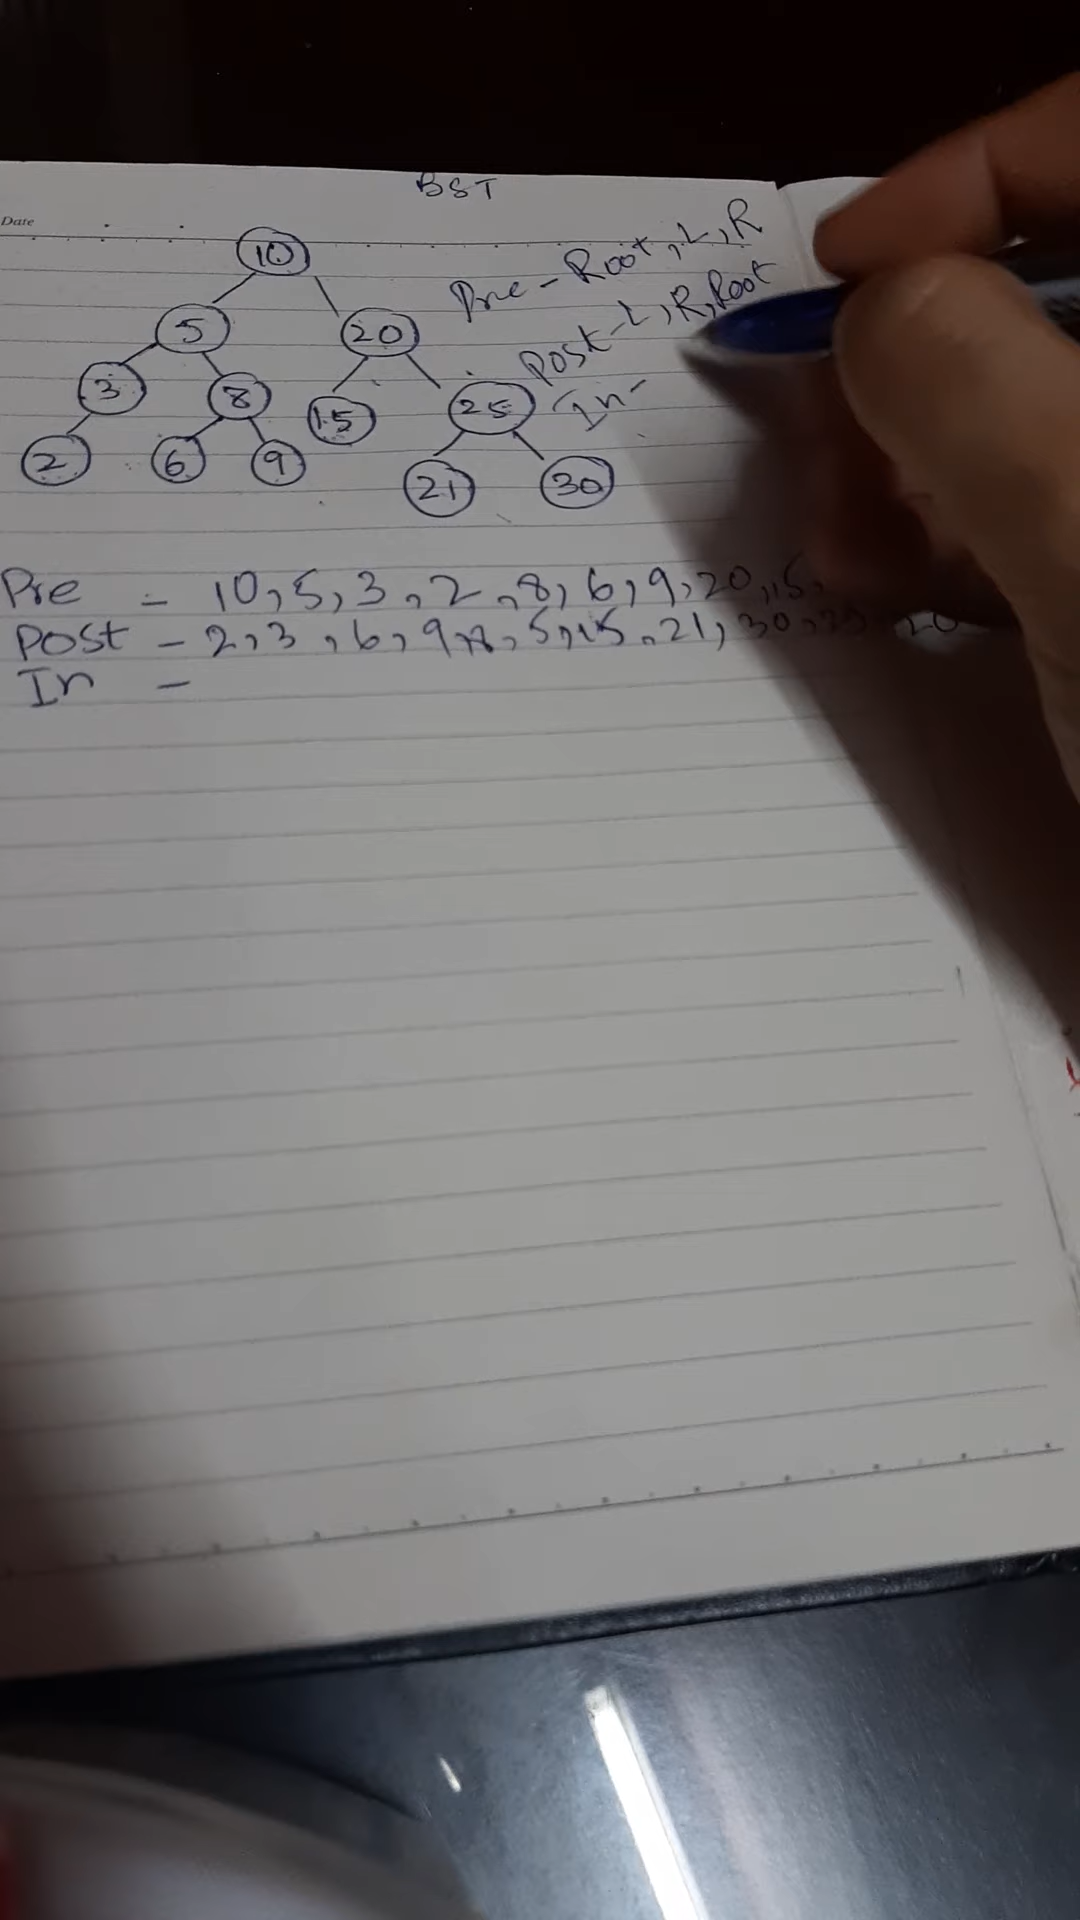 BST
Date
10
Pre - Root, L, R
5
20
Post - L, R, Root
3
8
15
25
In -
2
6
9
21
30
Pre - 10, 5, 3, 2, 8, 6, 9, 20, 15,
Post - 2, 3, 6, 9, 8, 5, 15, 21, 30, 25, 20
In -